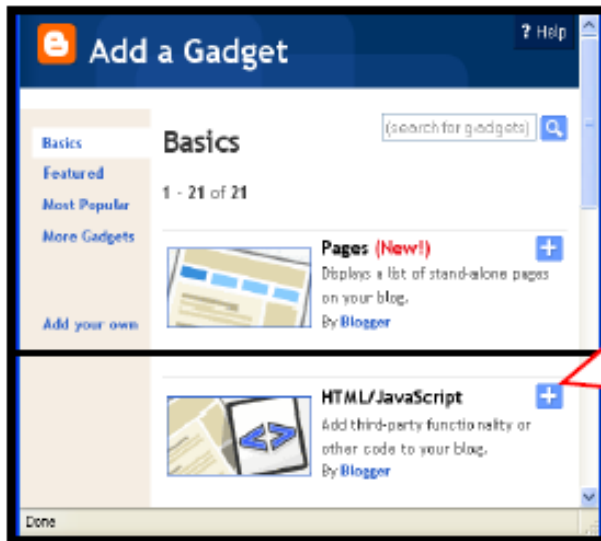 ? Help
Add a Gadget
Basics
Featured
Most Popular
More Gadgets
Add your own
Basics
(search for gadgets)
1 - 21 of 21
Pages (New!)
Displays a list of stand-alone pages
on your blog.
By Blogger
HTML/JavaScript
Add third-party functionality or
other code to your blog.
By Blogger
Done